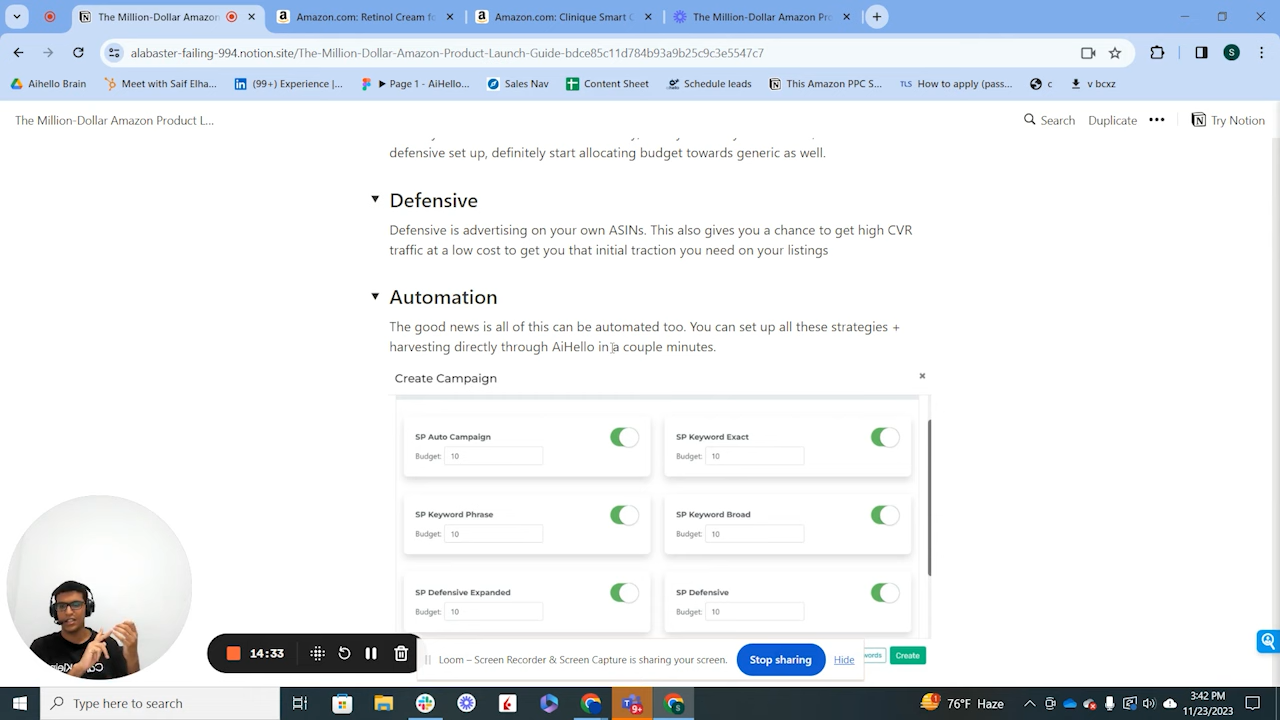 The Million-Dollar Amazon Product
Amazon.com: Retinol Cream fo
Amazon.com: Clinique Smart C
The Million-Dollar Amazon Pro
alabaster-failing-994.notion.site/The-Million-Dollar-Amazon-Product-Launch-Guide-bdce85c11d784b93a9b25c9c3e5547c7
S
Aihello Brain
Meet with Saif Elha...
(99+) Experience |...
Page 1 - AiHello...
Sales Nav
Content Sheet
Schedule leads
This Amazon PPC S...
TLS How to apply (pass...
c
v bcxz
The Million-Dollar Amazon Product L...
Search
Duplicate
Try Notion
defensive set up, definitely start allocating budget towards generic as well.
Defensive
Defensive is advertising on your own ASINs. This also gives you a chance to get high CVR
traffic at a low cost to get you that initial traction you need on your listings
Automation
The good news is all of this can be automated too. You can set up all these strategies +
harvesting directly through AiHello in a couple minutes.
Create Campaign
SP Auto Campaign
Budget: 10
SP Keyword Exact
Budget: 10
SP Keyword Phrase
Budget: 10
SP Keyword Broad
Budget: 10
SP Defensive Expanded
Budget: 10
SP Defensive
Budget: 10
words
Create
14:33
Loom – Screen Recorder & Screen Capture is sharing your screen.
Stop sharing
Hide
Type here to search
9+
S
76°F Haze
3:42 PM
11/23/2023